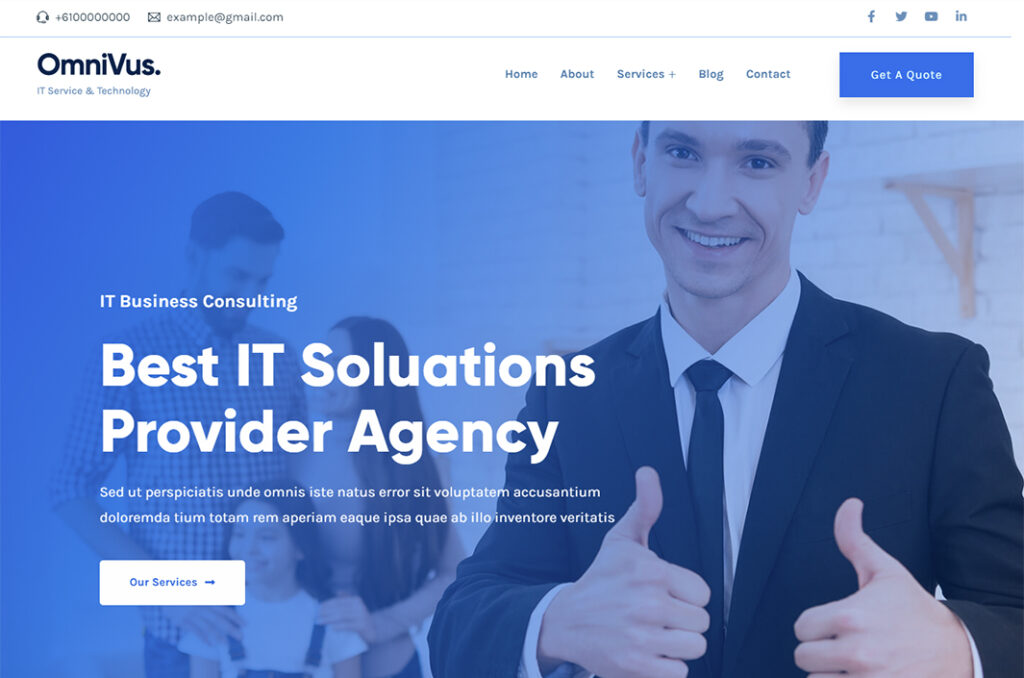 +6100000000 example@gmail.com
OmniVus.
IT Service & Technology
Home About Services + Blog Contact
Get A Quote
IT Business Consulting
Best IT Soluations
Provider Agency
Sed ut perspiciatis unde omnis iste natus error sit voluptatem accusantium
doloremda tium totam rem aperiam eaque ipsa quae ab illo inventore veritatis
Our Services